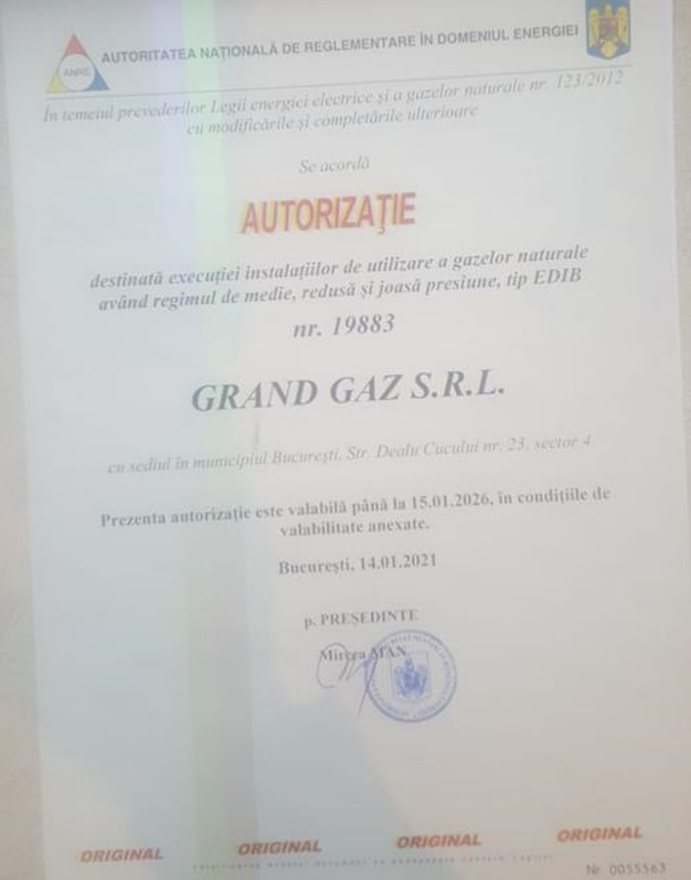 AUTORITATEA NAȚIONALĂ DE REGLEMENTARE ÎN DOMENIUL ENERGIEI
ANRE
În temeiul prevederilor Legii energiei electrice și a gazelor naturale nr. 123/2012
cu modificările și completările ulterioare
Se acordă
AUTORIZAŢIE
destinată execuției instalațiilor de utilizare a gazelor naturale
având regimul de medie, redusă și joasă presiune, tip EDIB
nr. 19883
GRAND GAZ S.R.L.
cu sediul în municipiul București, Str. Dealu Cucului nr. 23, sector 4
Prezenta autorizație este valabilă până la 15.01.2026, în condițiile de
valabilitate anexate.
București, 14.01.2021
p. PREȘEDINTE
Mircea MAN
ORIGINAL ORIGINAL ORIGINAL ORIGINAL
Nr. 0055563